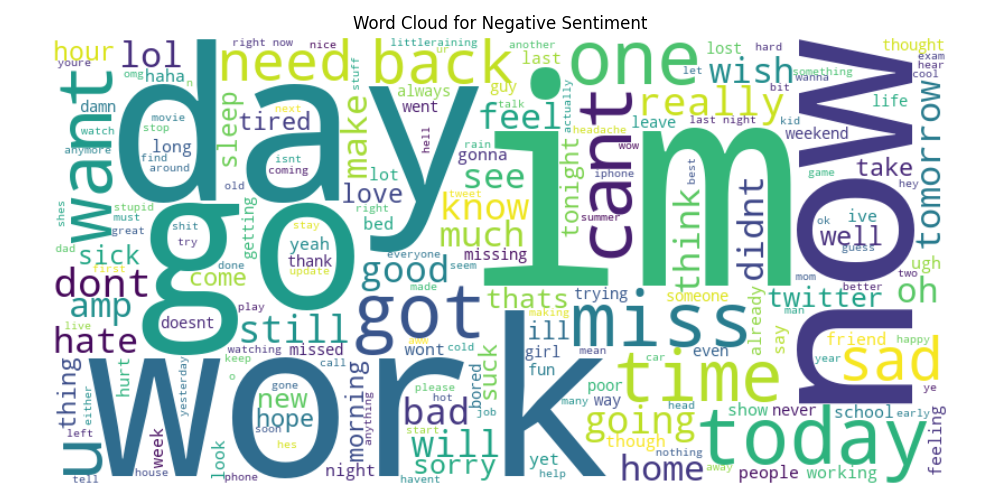 Word Cloud for Negative Sentiment
hour
lol
need
back
one
wish
now
day
im
go
work
want
right now
nice
littleraining
ur
another
last
lost
hard
let
wanna
bit
something
thought
exam
hear
cool
life
youre
omg
haha
n
damn
movie
watch
stop
anymore
long
find
around
sleep
tired
make
stuff
always
went
hell
guy
talk
feel
actually
really
leave
last night
kid
weekend
take
hey
tomorrow
headache
wow
iphone
best
game
rain
gonna
see
tonight
cant
think
didnt
ok
ive
well
guess
next
isnt
coming
old
lot
love
tweet
know
much
missing
summer
shes
stupid
must
great
shit
try
getting
right
bed
stay
yeah
thank
update
everyone
seem
good
made
dad
sick
first
done
come
dont
amp
hate
live
doesnt
play
still
got
thats
trying
miss
someone
already
say
twitter
man
mom
better
two
ugh
oh
making
ill
girl
fun
mean
even
car
time
friend
happy
year
sad
ye
watching
missed
keep
call
o
aww
wont
cold
suck
bored
job
thing
either
hurt
yesterday
gone
new
hope
soon
hes
morning
anything
please
hot
bad
start
will
sorry
havent
many
poor
way
head
going
though
nothing
show
never
school
early
feeling
today
u
left
tell
week
house
look
phone
night
yet
help
home
away
people
working